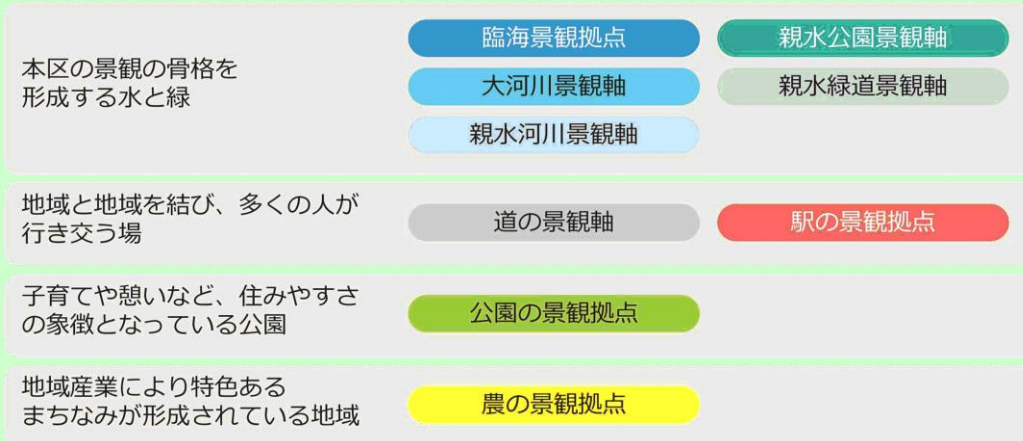 本区の景観の骨格を
形成する水と緑
臨海景観拠点
親水公園景観軸
大河川景観軸
親水緑道景観軸
親水河川景観軸
地域と地域を結び、多くの人が
行き交う場
道の景観軸
駅の景観拠点
子育てや憩いなど、住みやすさ
の象徴となっている公園
公園の景観拠点
地域産業により特色ある
まちなみが形成されている地域
農の景観拠点